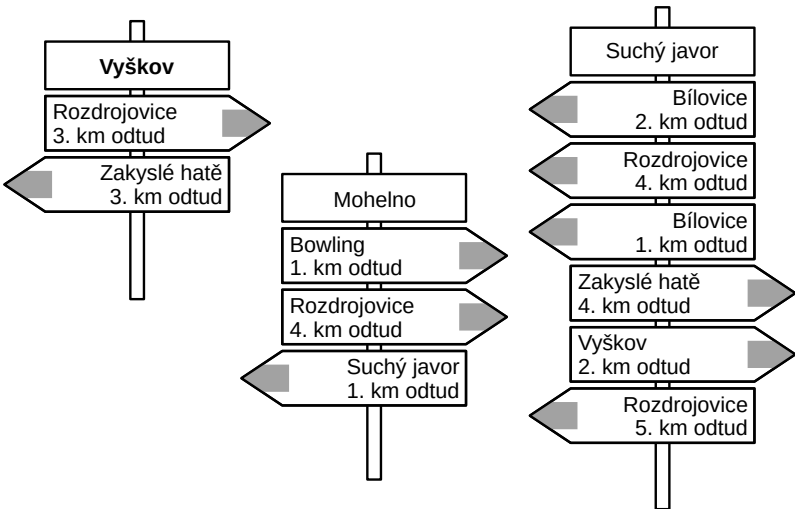 Vyškov
Rozdrojovice
3. km odtud
Zakyslé hatě
3. km odtud
Mohelno
Bowling
1. km odtud
Rozdrojovice
4. km odtud
Suchý javor
1. km odtud
Suchý javor
Bílovice
2. km odtud
Rozdrojovice
4. km odtud
Bílovice
1. km odtud
Zakyslé hatě
4. km odtud
Vyškov
2. km odtud
Rozdrojovice
5. km odtud